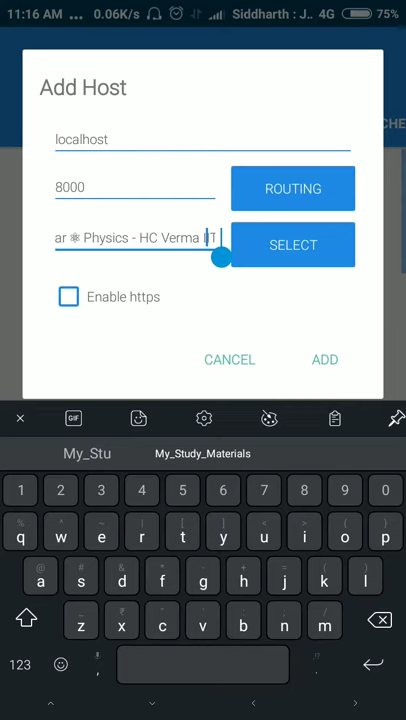 11:16 AM ... 0.06K/s Siddharth : J.. 4G 75%
CHE
Add Host
localhost
8000
ROUTING
ar ⚛ Physics - HC Verma IIT
SELECT
Enable https
CANCEL
ADD
GIF
My_Stu
My_Study_Materials
1 2 3 4 5 6 7 8 9 0
% ^ ~ | [ ] < > { }
q w e r t y u i o p
@ # & * - + = ( )
a s d f g h j k l
_ ₹ " ' : ; /
z x c v b n m
123 , !? .